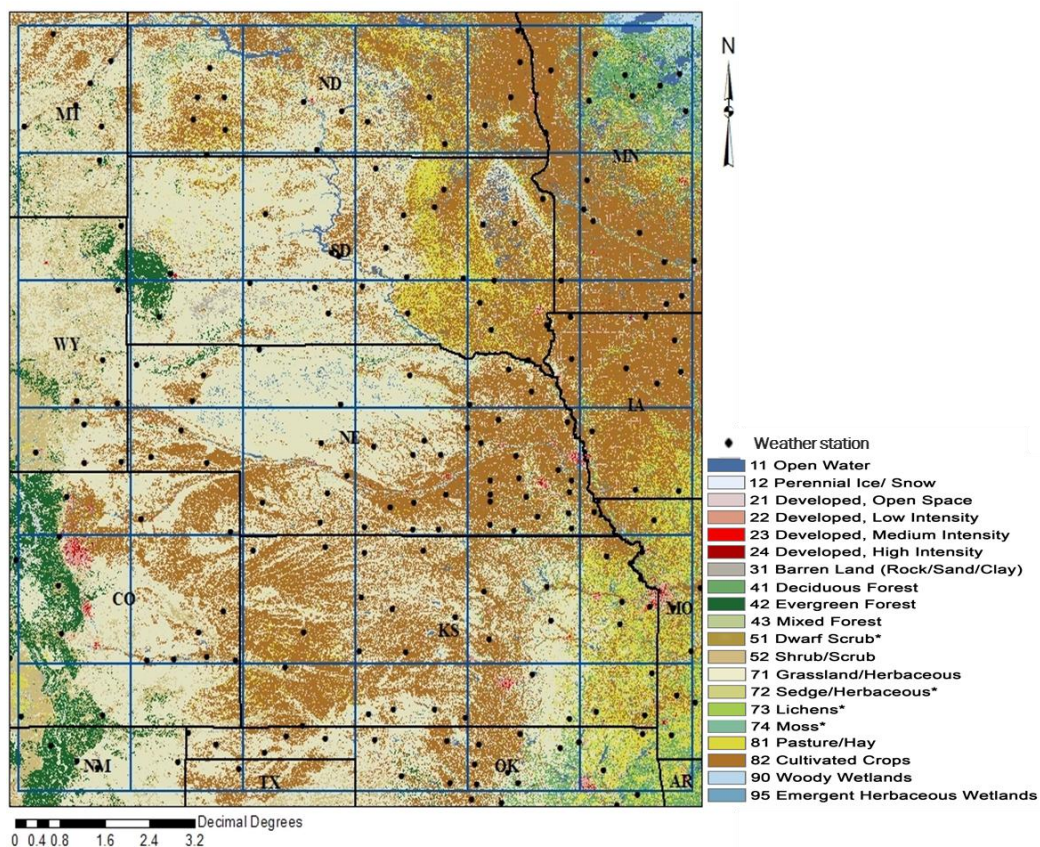 N
ND
MT
MN
SD
WY
IA
NE
CO
KS
MO
NM
TX
OK
AR
Weather station
11 Open Water
12 Perennial Ice/ Snow
21 Developed, Open Space
22 Developed, Low Intensity
23 Developed, Medium Intensity
24 Developed, High Intensity
31 Barren Land (Rock/Sand/Clay)
41 Deciduous Forest
42 Evergreen Forest
43 Mixed Forest
51 Dwarf Scrub*
52 Shrub/Scrub
71 Grassland/Herbaceous
72 Sedge/Herbaceous*
73 Lichens*
74 Moss*
81 Pasture/Hay
82 Cultivated Crops
90 Woody Wetlands
95 Emergent Herbaceous Wetlands
Decimal Degrees
0 0.4 0.8 1.6 2.4 3.2